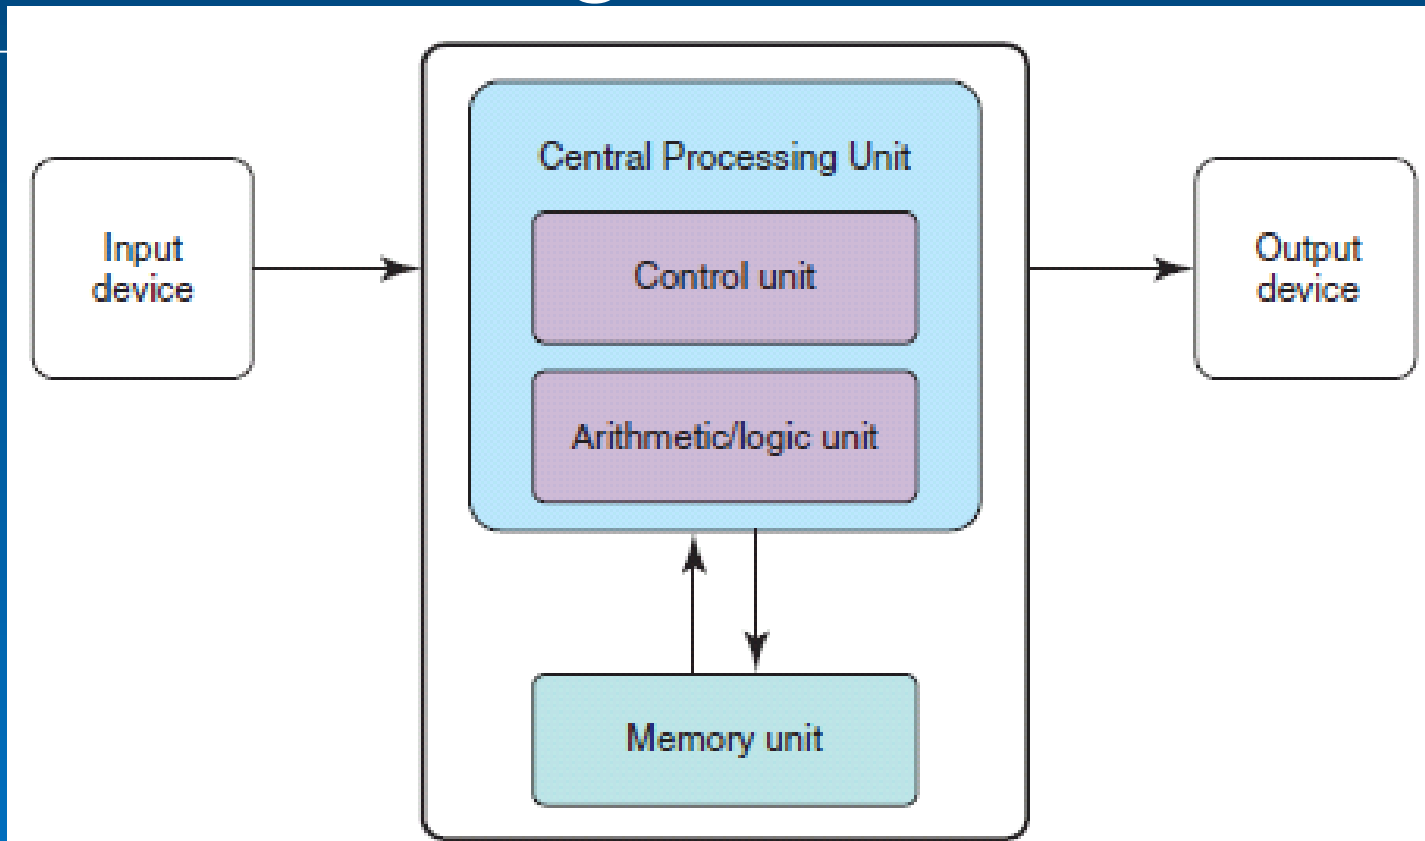 Central Processing Unit
Input
device
Control unit
Output
device
Arithmetic/logic unit
Memory unit